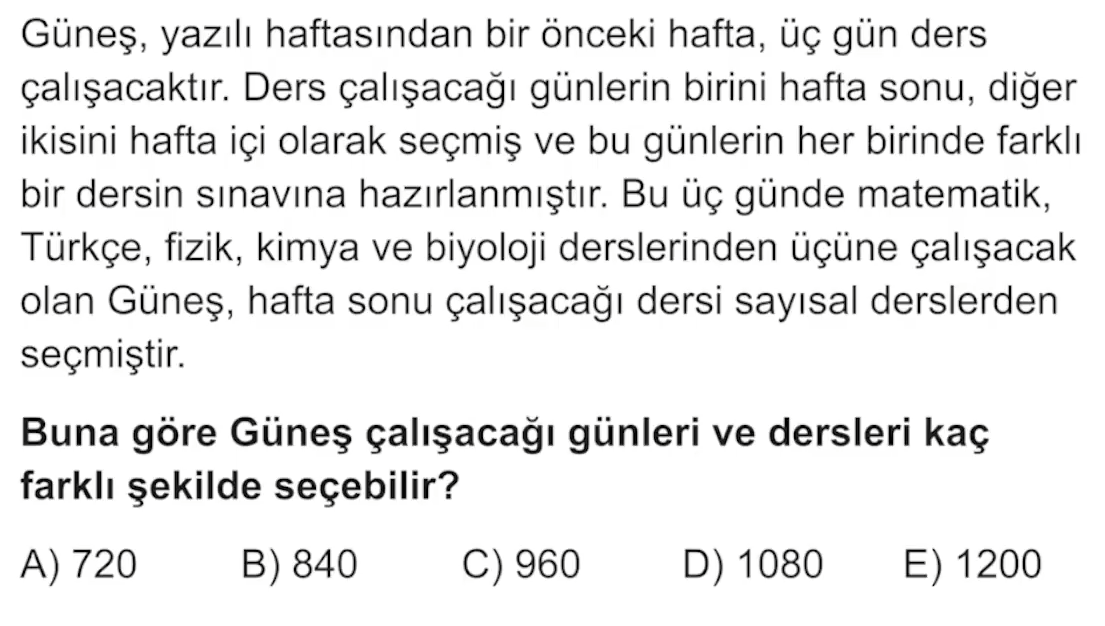 Güneş, yazılı haftasından bir önceki hafta, üç gün ders
çalışacaktır. Ders çalışacağı günlerin birini hafta sonu, diğer
ikisini hafta içi olarak seçmiş ve bu günlerin her birinde farklı
bir dersin sınavına hazırlanmıştır. Bu üç günde matematik,
Türkçe, fizik, kimya ve biyoloji derslerinden üçüne çalışacak
olan Güneş, hafta sonu çalışacağı dersi sayısal derslerden
seçmiştir.
Buna göre Güneş çalışacağı günleri ve dersleri kaç
farklı şekilde seçebilir?
A) 720 B) 840 C) 960 D) 1080 E) 1200